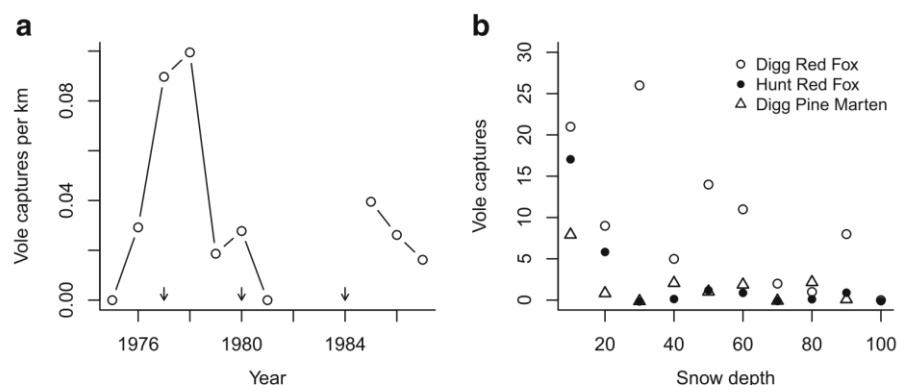 a
Vole captures per km
0.00
0.04
0.08
1976
1980
1984
Year
b
Vole captures
0
5
10
15
20
25
30
20
40
60
80
100
Snow depth
Digg Red Fox
Hunt Red Fox
Digg Pine Marten